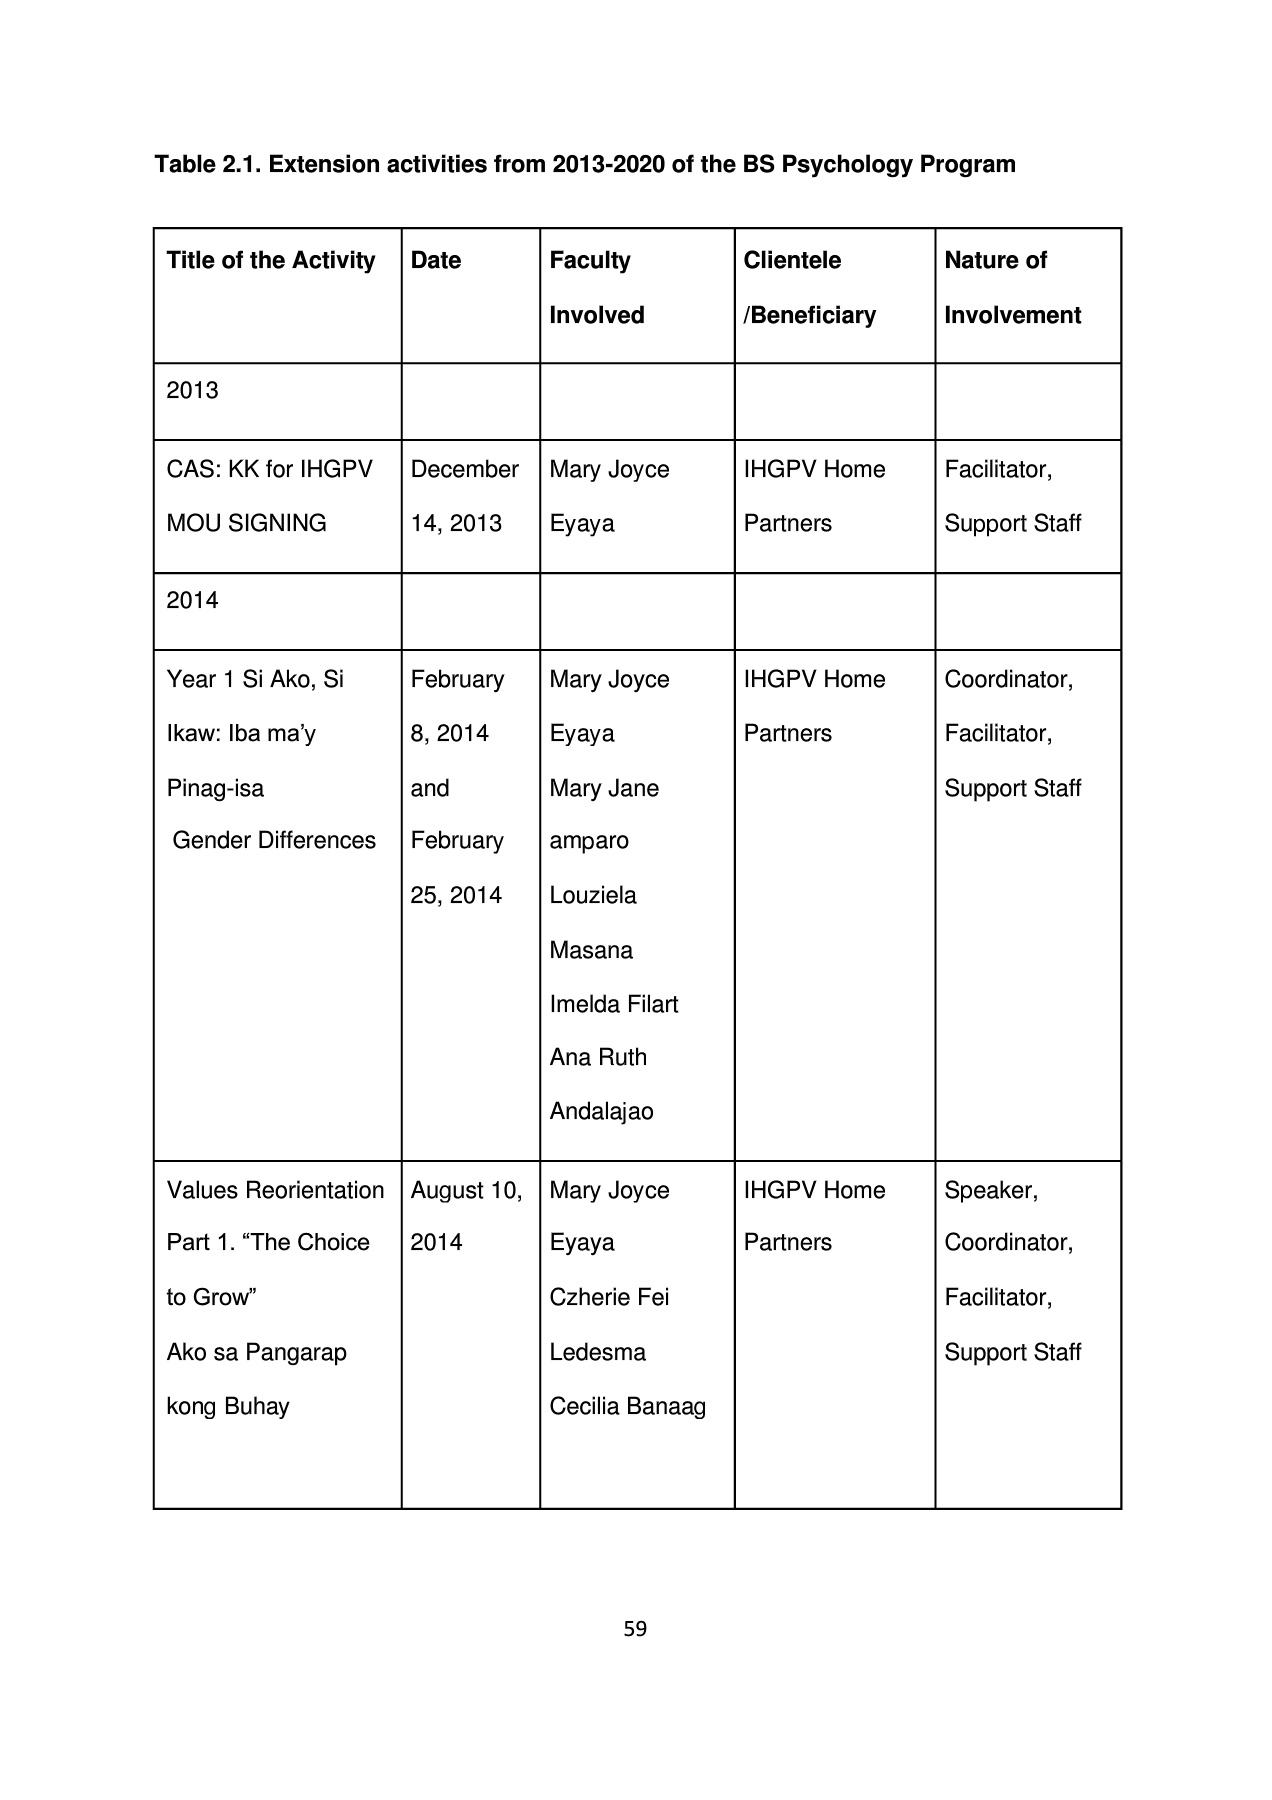 Table 2.1. Extension activities from 2013-2020 of the BS Psychology Program
Title of the Activity
Date
Faculty
Involved
Clientele
/Beneficiary
Nature of
Involvement
2013
CAS: KK for IHGPV
MOU SIGNING
December
14, 2013
Mary Joyce
Eyaya
IHGPV Home
Partners
Facilitator,
Support Staff
2014
Year 1 Si Ako, Si
Ikaw: Iba ma’y
Pinag-isa
Gender Differences
February
8, 2014
and
February
25, 2014
Mary Joyce
Eyaya
Mary Jane
amparo
Louziela
Masana
Imelda Filart
Ana Ruth
Andalajao
IHGPV Home
Partners
Coordinator,
Facilitator,
Support Staff
Values Reorientation
Part 1. “The Choice
to Grow”
Ako sa Pangarap
kong Buhay
August 10,
2014
Mary Joyce
Eyaya
Czherie Fei
Ledesma
Cecilia Banaag
IHGPV Home
Partners
Speaker,
Coordinator,
Facilitator,
Support Staff
59